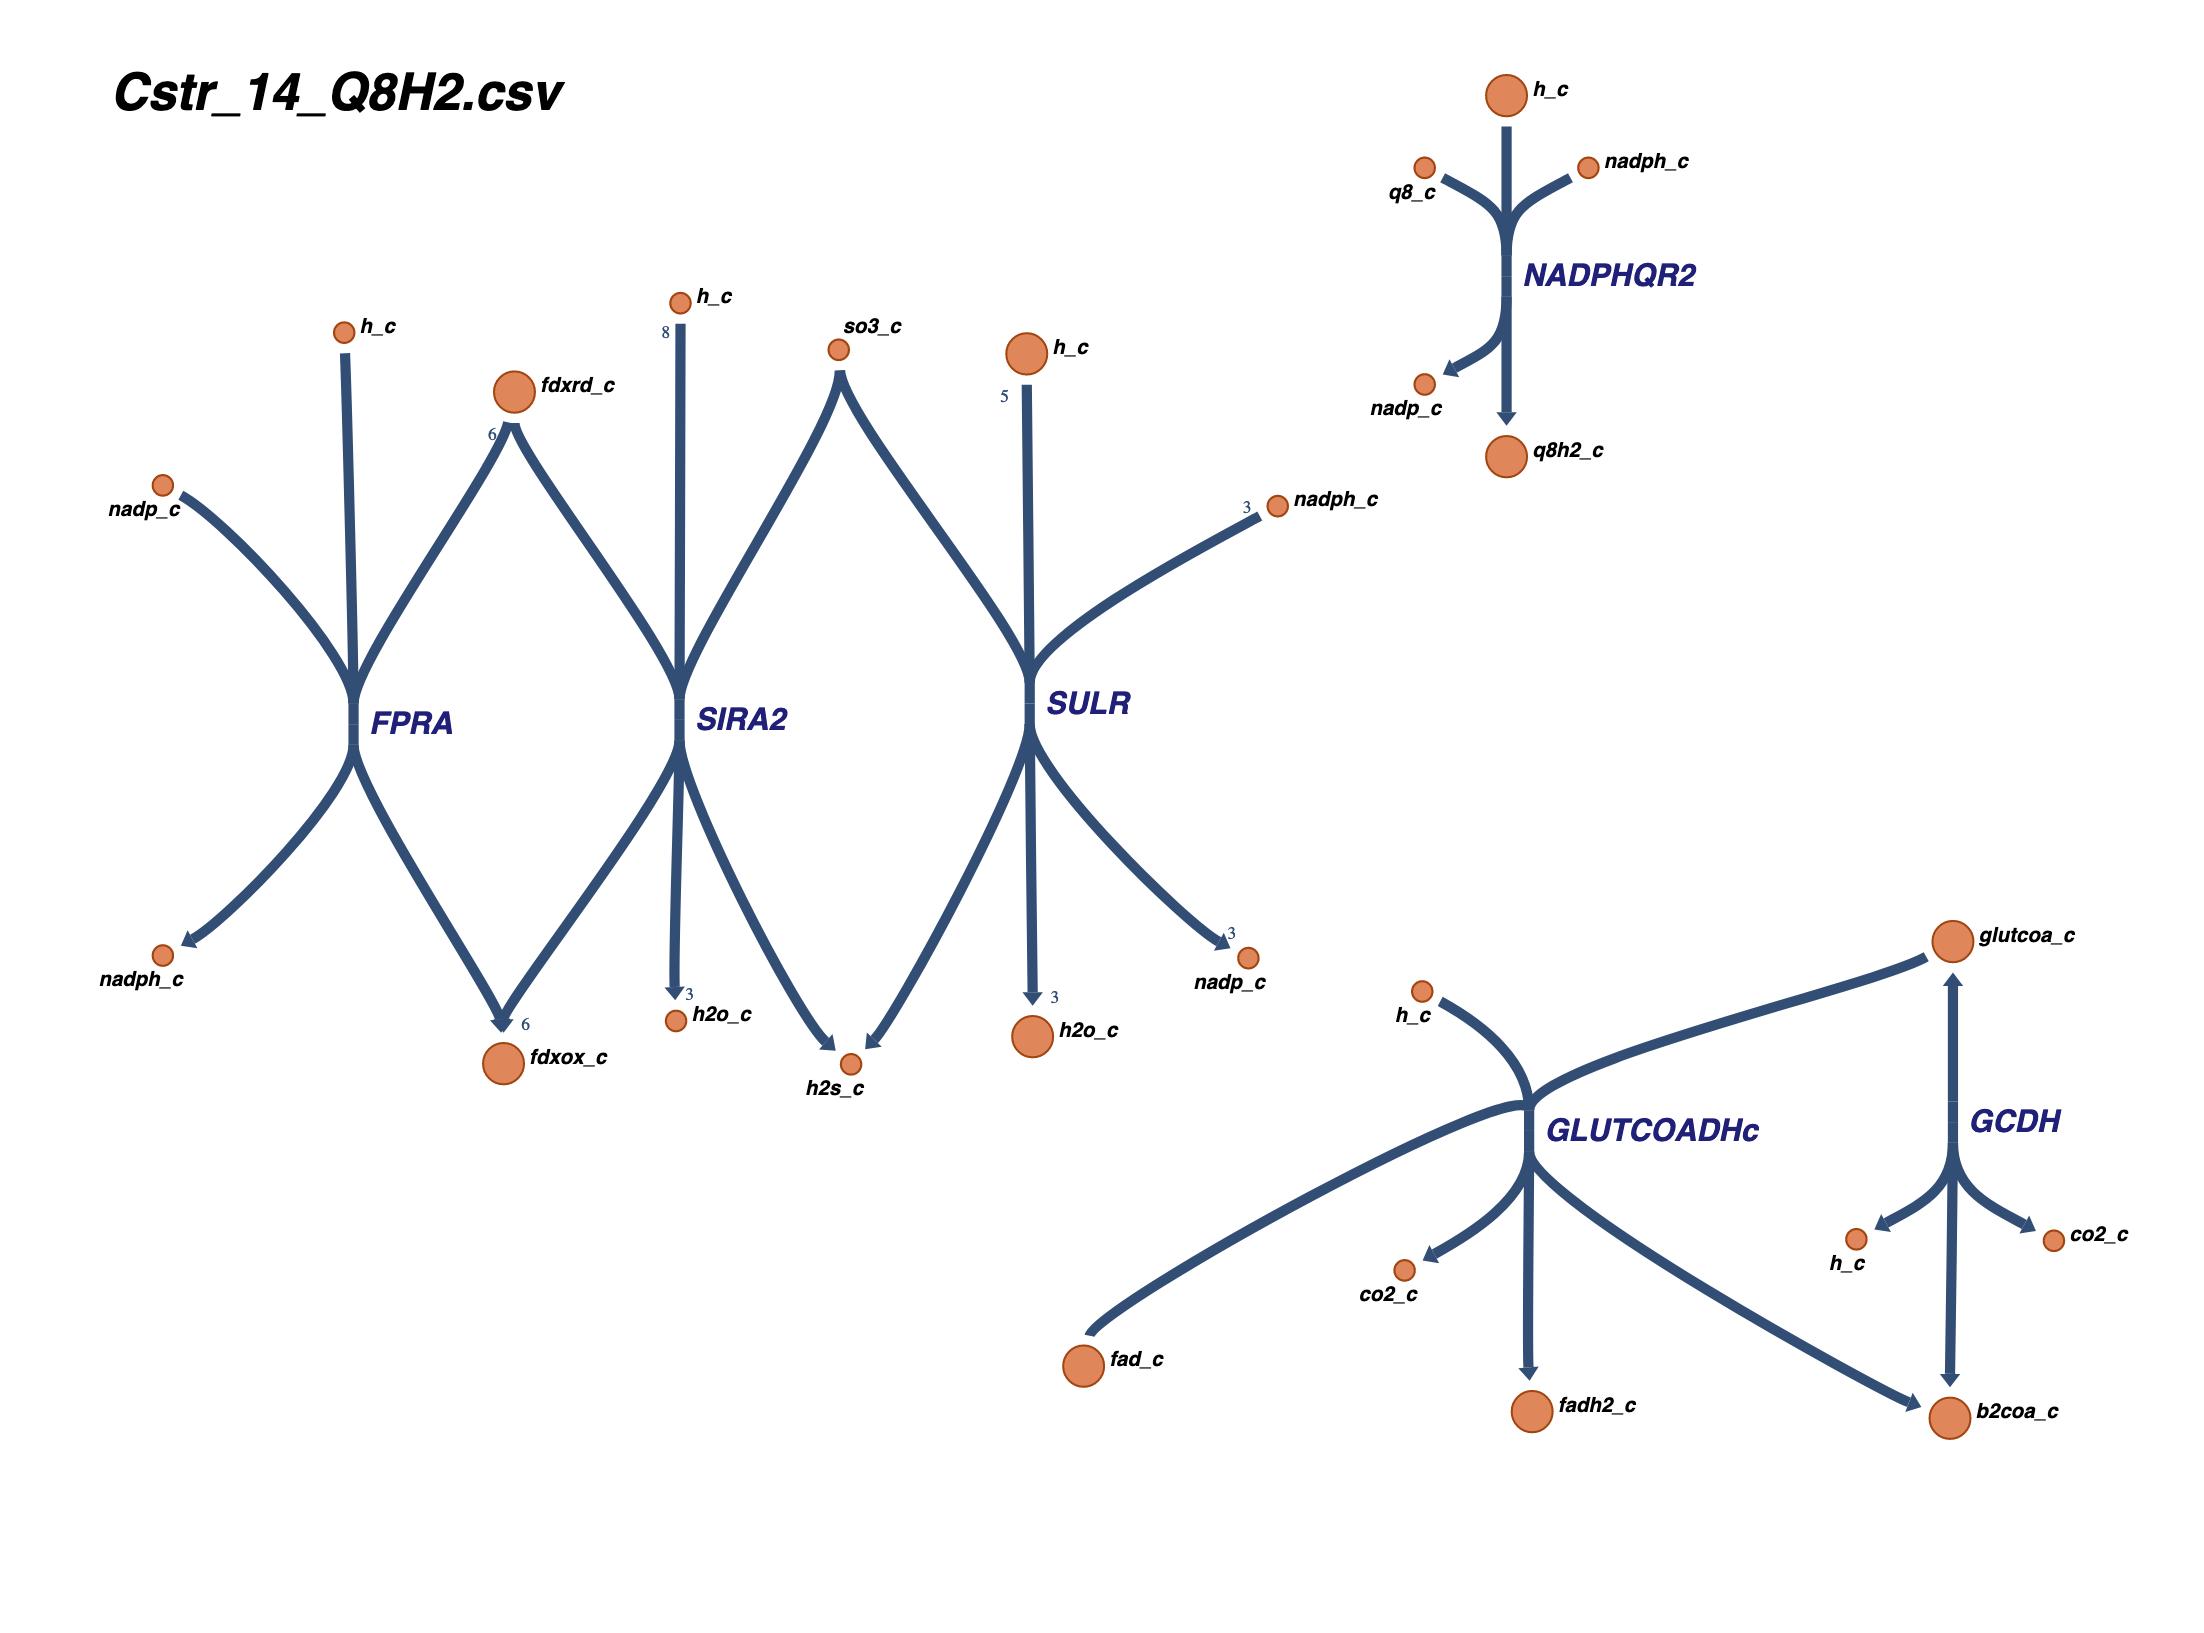 Cstr_14_Q8H2.csv
h_c
q8_c
nadph_c
NADPHQR2
nadp_c
q8h2_c
h_c
nadp_c
fdxrd_c
6
h_c
8
so3_c
h_c
5
nadph_c
3
FPRA
SIRA2
SULR
nadph_c
fdxox_c
6
h2o_c
3
h2s_c
h2o_c
3
nadp_c
3
glutcoa_c
h_c
GLUTCOADHc
GCDH
co2_c
h_c
co2_c
fad_c
fadh2_c
b2coa_c